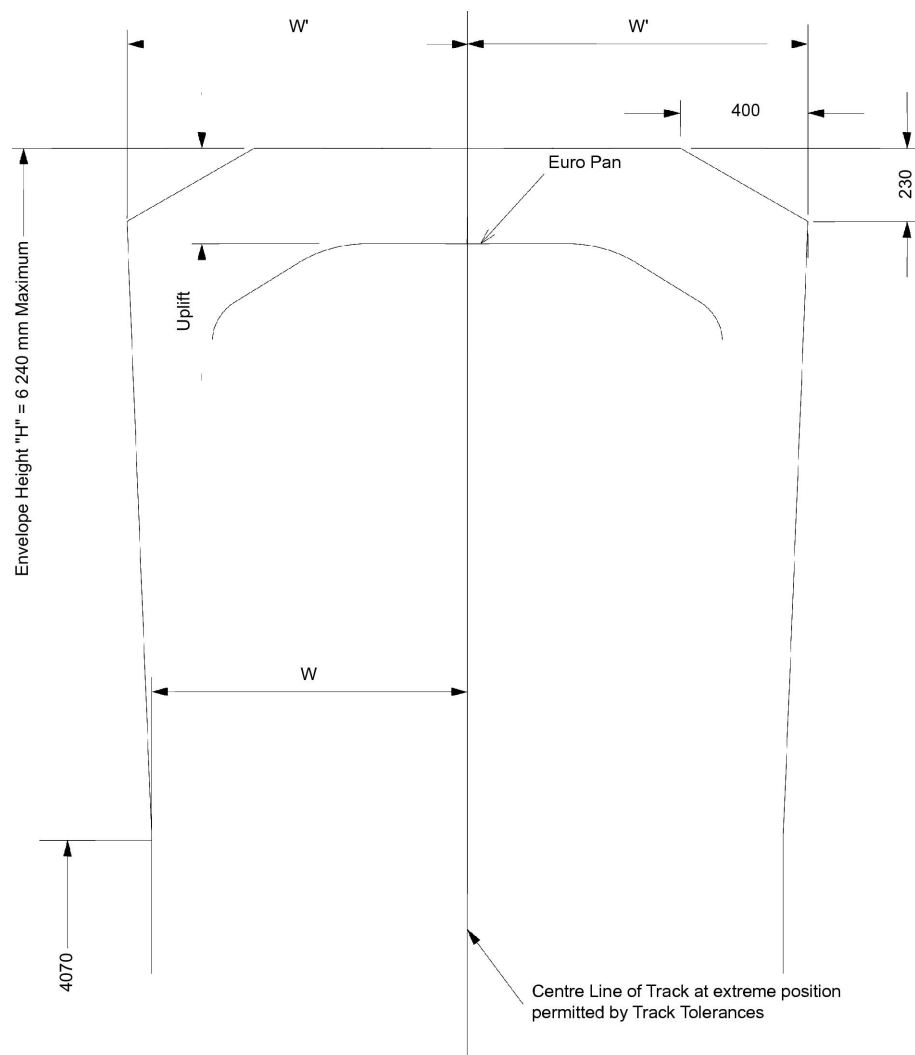 W'
W'
400
Euro Pan
230
Envelope Height "H" = 6 240 mm Maximum
Uplift
W
4070
Centre Line of Track at extreme position
permitted by Track Tolerances